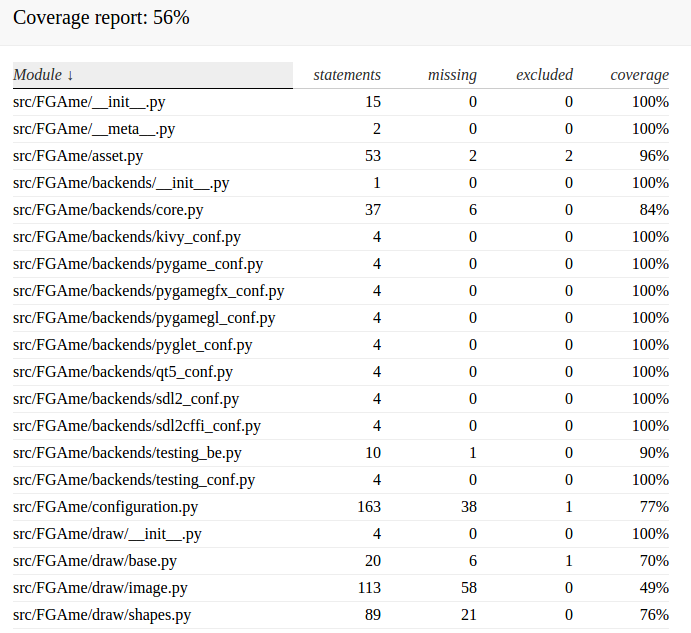 Coverage report: 56%
Module ↓ statements missing excluded coverage
src/FGAme/__init__.py 15 0 0 100%
src/FGAme/__meta__.py 2 0 0 100%
src/FGAme/asset.py 53 2 2 96%
src/FGAme/backends/__init__.py 1 0 0 100%
src/FGAme/backends/core.py 37 6 0 84%
src/FGAme/backends/kivy_conf.py 4 0 0 100%
src/FGAme/backends/pygame_conf.py 4 0 0 100%
src/FGAme/backends/pygamegfx_conf.py 4 0 0 100%
src/FGAme/backends/pygamegl_conf.py 4 0 0 100%
src/FGAme/backends/pyglet_conf.py 4 0 0 100%
src/FGAme/backends/qt5_conf.py 4 0 0 100%
src/FGAme/backends/sdl2_conf.py 4 0 0 100%
src/FGAme/backends/sdl2cffi_conf.py 4 0 0 100%
src/FGAme/backends/testing_be.py 10 1 0 90%
src/FGAme/backends/testing_conf.py 4 0 0 100%
src/FGAme/configuration.py 163 38 1 77%
src/FGAme/draw/__init__.py 4 0 0 100%
src/FGAme/draw/base.py 20 6 1 70%
src/FGAme/draw/image.py 113 58 0 49%
src/FGAme/draw/shapes.py 89 21 0 76%